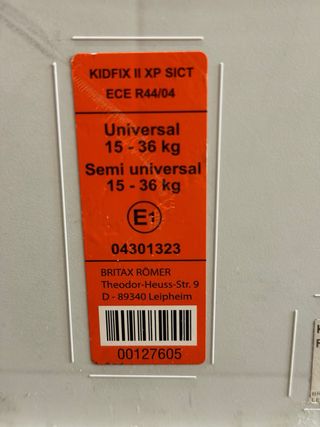 KIDFIX II XP SICT
ECE R44/04
Universal
15 - 36 kg
Semi universal
15 - 36 kg
E1
04301323
BRITAX RÖMER
Theodor-Heuss-Str. 9
D - 89340 Leipheim
00127605